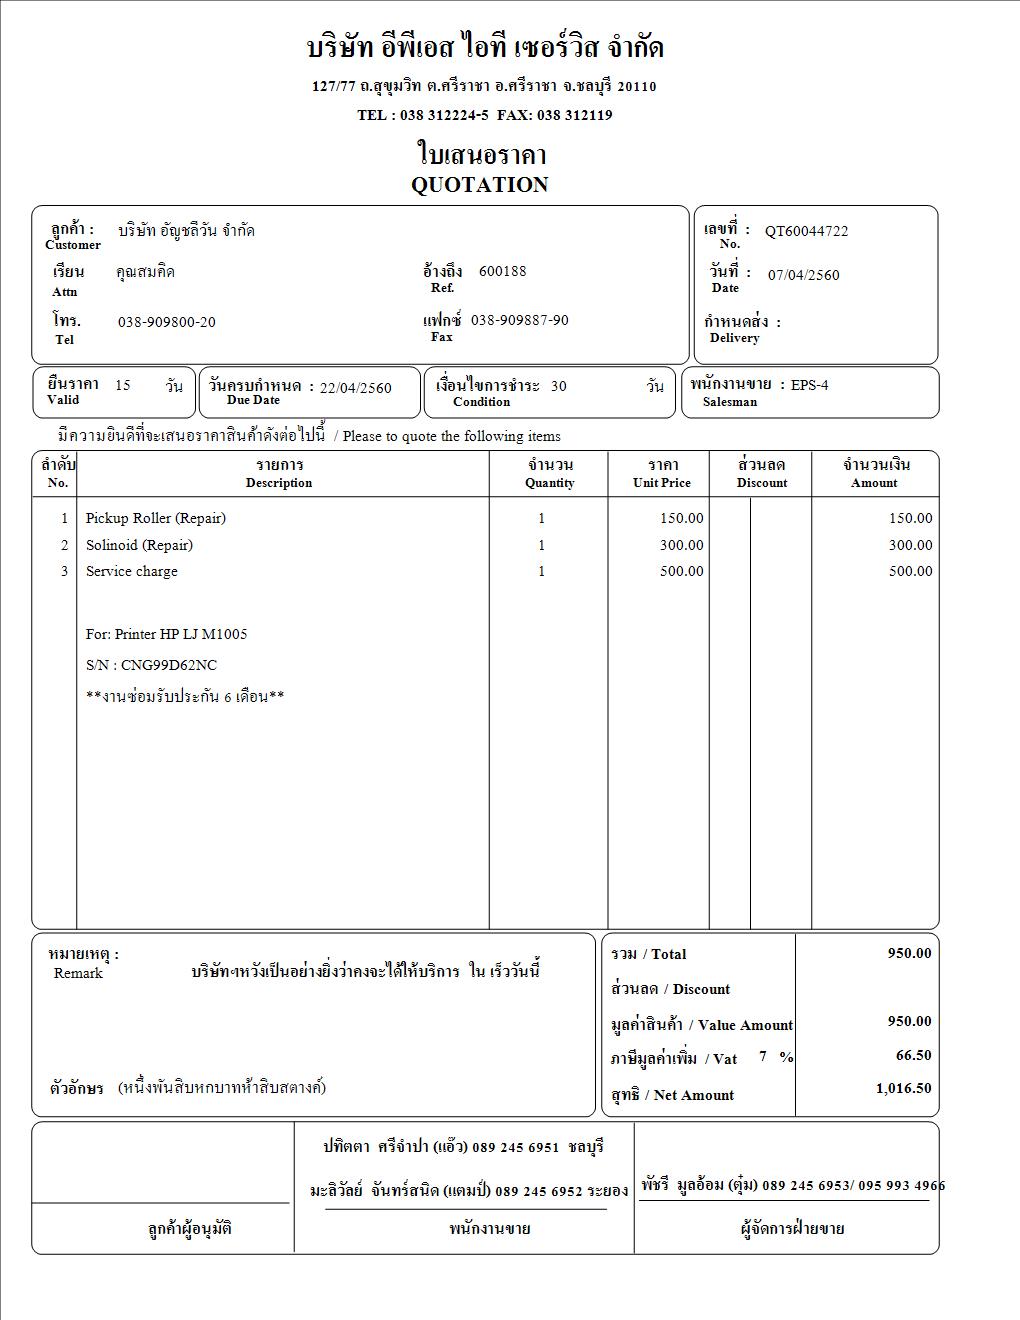 บริษัท อีพีเอส ไอที เซอร์วิส จำกัด
127/77 ถ.สุขุมวิท ต.ศรีราชา อ.ศรีราชา จ.ชลบุรี 20110
TEL : 038 312224-5 FAX: 038 312119
ใบเสนอราคา
QUOTATION
ลูกค้า : บริษัท อัญชลีวัน จำกัด เลขที่ : QT60044722
Customer No.
เรียน คุณสมคิด อ้างถึง 600188 วันที่ : 07/04/2560
Attn Ref. Date
โทร. 038-909800-20 แฟกซ์ 038-909887-90 กำหนดส่ง :
Tel Fax Delivery
ยืนราคา 15 วัน วันครบกำหนด : 22/04/2560 เงื่อนไขการชำระ 30 วัน พนักงานขาย : EPS-4
Valid Due Date Condition Salesman
มีความยินดีที่จะเสนอราคาสินค้าดังต่อไปนี้ / Please to quote the following items
ลำดับ รายการ จำนวน ราคา ส่วนลด จำนวนเงิน
No. Description Quantity Unit Price Discount Amount
1 Pickup Roller (Repair) 1 150.00 150.00
2 Solinoid (Repair) 1 300.00 300.00
3 Service charge 1 500.00 500.00
For: Printer HP LJ M1005
S/N : CNG99D62NC
**งานซ่อมรับประกัน 6 เดือน**
หมายเหตุ : รวม / Total 950.00
Remark บริษัทฯหวังเป็นอย่างยิ่งว่าคงจะได้ให้บริการ ใน เร็ววันนี้
ส่วนลด / Discount
มูลค่าสินค้า / Value Amount 950.00
ภาษีมูลค่าเพิ่ม / Vat 7 % 66.50
ตัวอักษร (หนึ่งพันสิบหกบาทห้าสิบสตางค์) สุทธิ / Net Amount 1,016.50
ปทิตตา ศรีจำปา (แอ๊ว) 089 245 6951 ชลบุรี
มะลิวัลย์ จันทร์สนิด (แตมป์) 089 245 6952 ระยอง พัชรี มูลอ้อม (ตุ๋ม) 089 245 6953/ 095 993 4966
ลูกค้าผู้อนุมัติ พนักงานขาย ผู้จัดการฝ่ายขาย